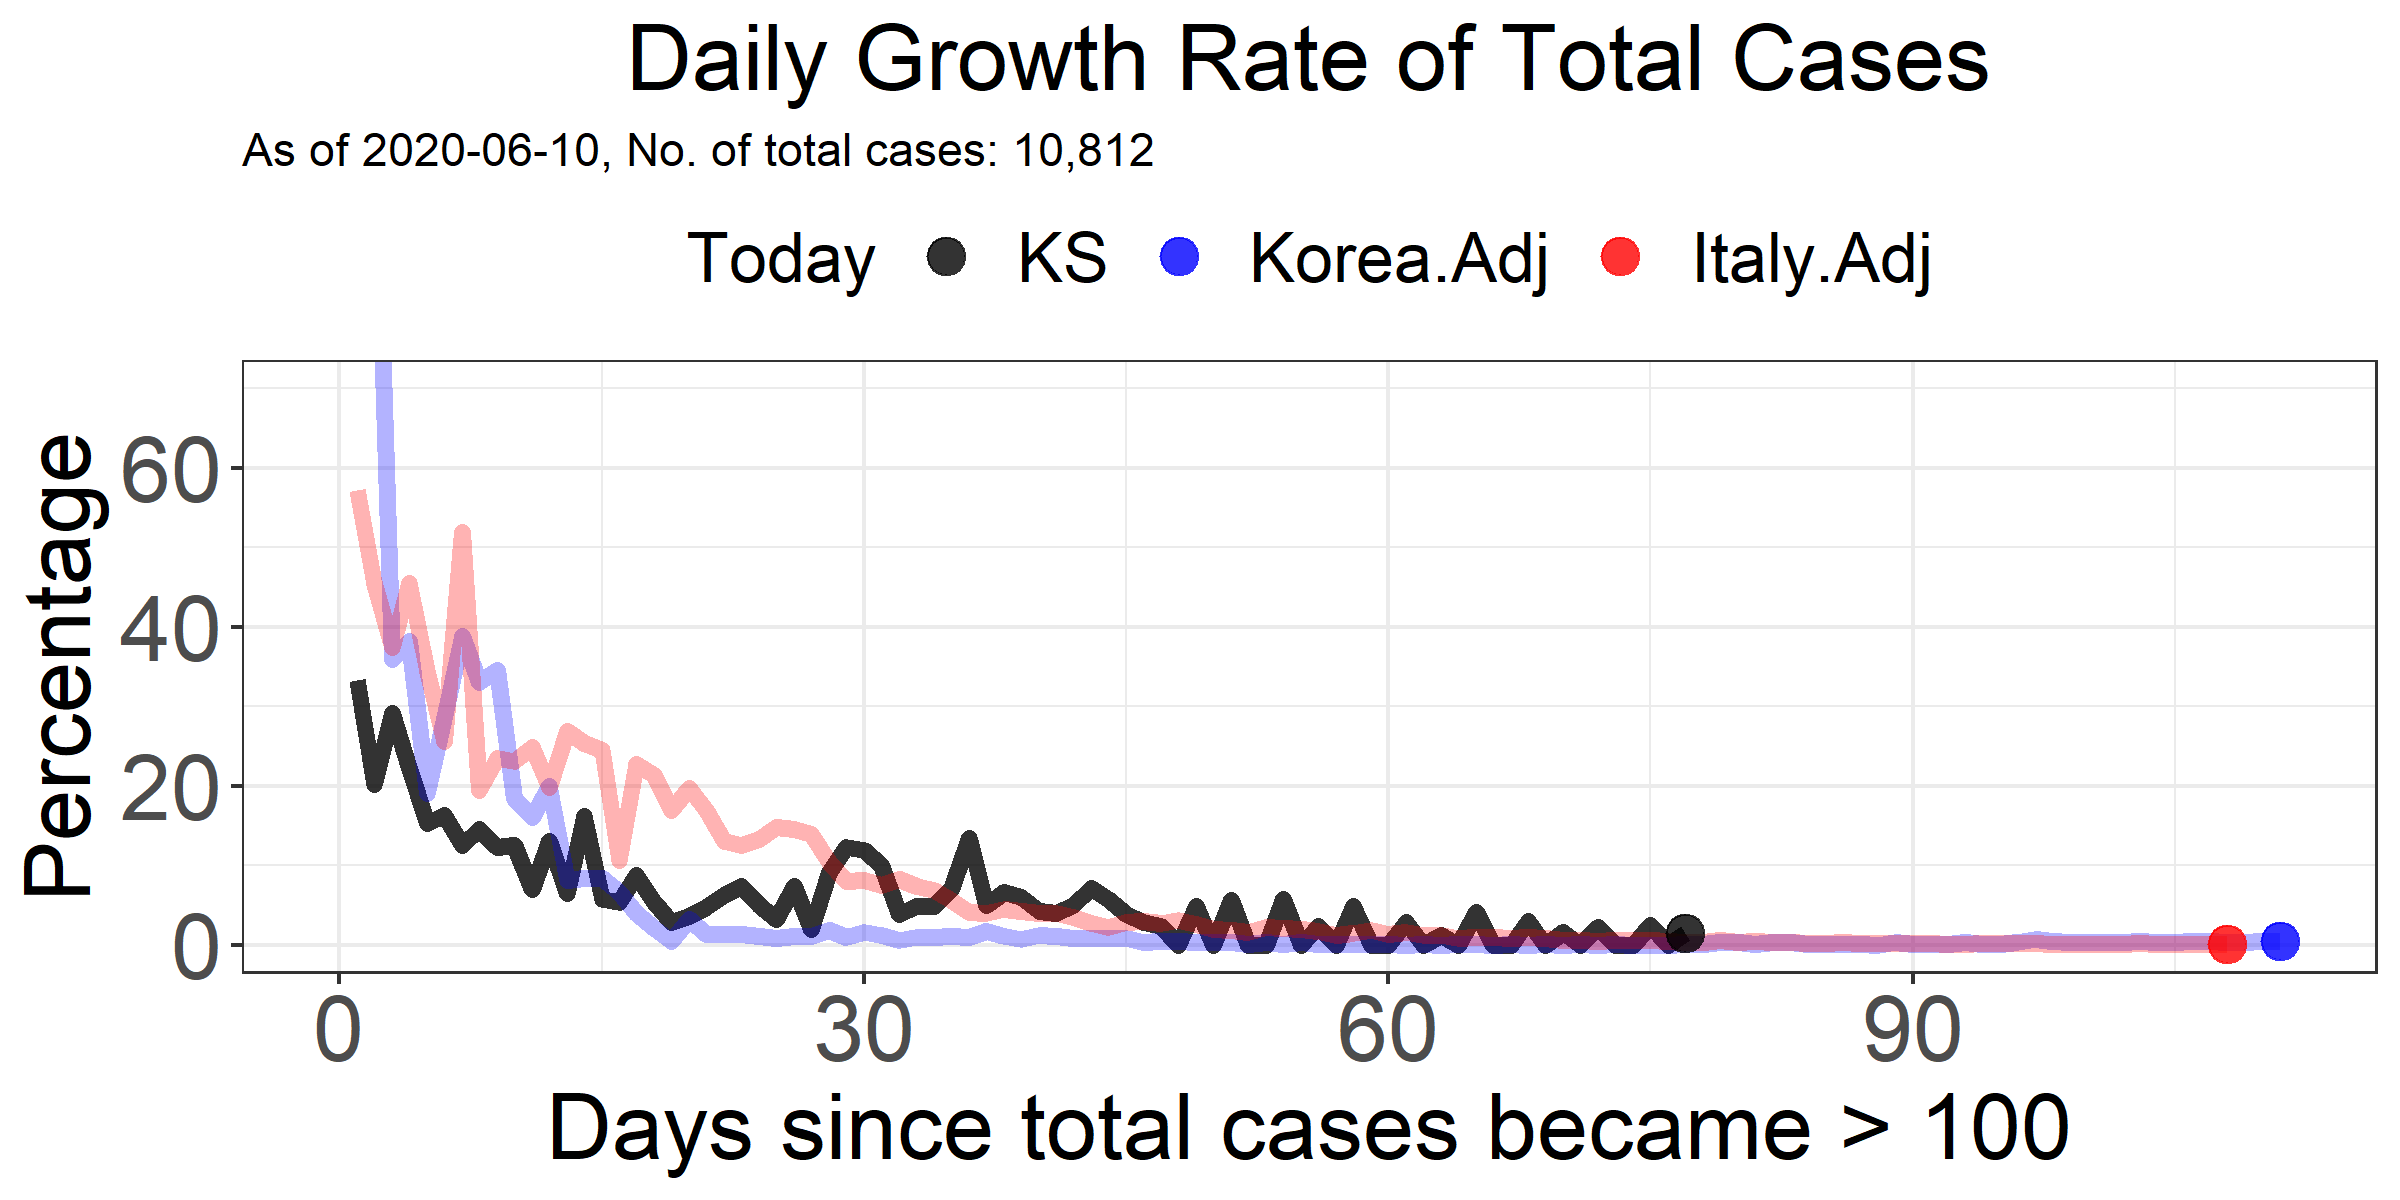 Daily Growth Rate of Total Cases
As of 2020-06-10, No. of total cases: 10,812
Today KS Korea.Adj Italy.Adj
Percentage
60
40
20
0
0 30 60 90
Days since total cases became > 100